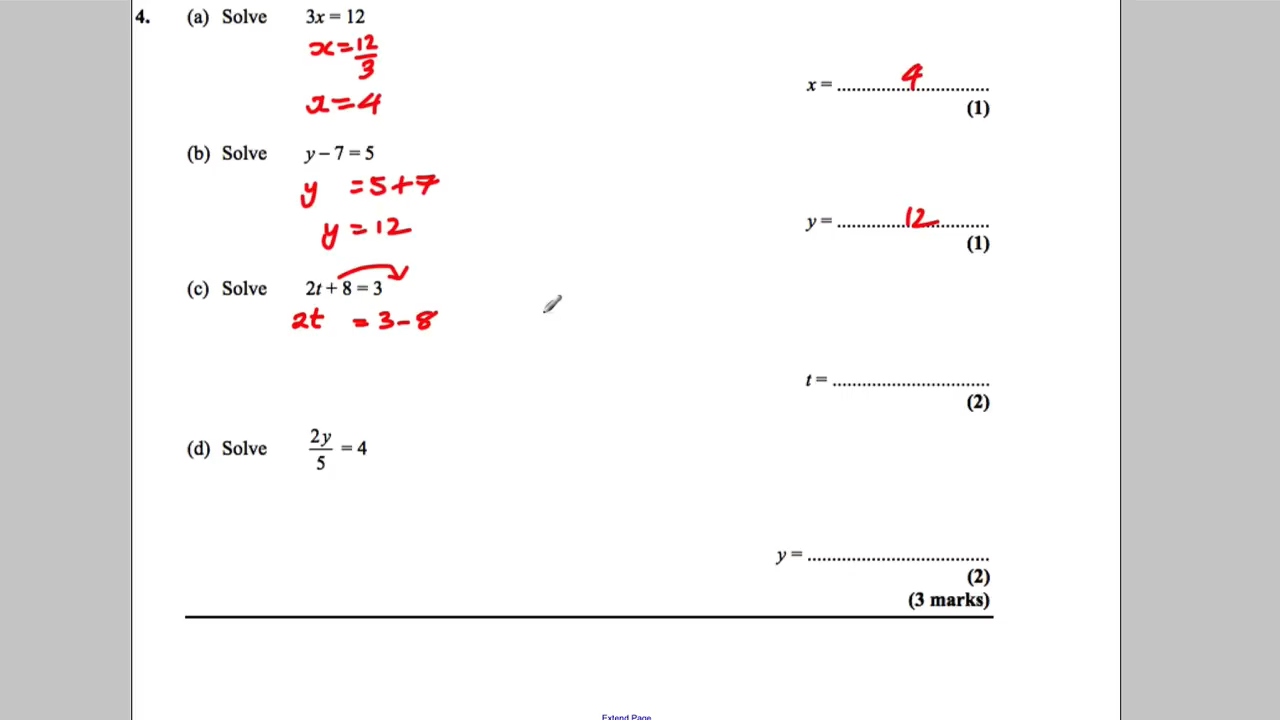 4. (a) Solve 3x = 12
x = 12/3
x = 4
x = ................................ 4
(1)
(b) Solve y – 7 = 5
y = 5 + 7
y = 12
y = ................................ 12
(1)
(c) Solve 2t + 8 = 3
2t = 3 - 8
t = ................................
(2)
(d) Solve 2y/5 = 4
y = ......................................
(2)
(3 marks)
Extend Page